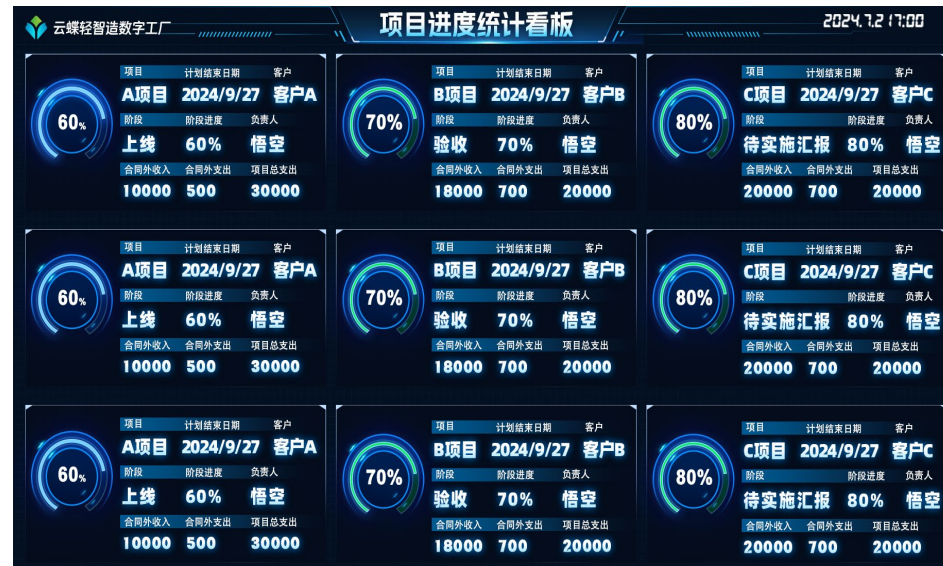 云蝶轻智造数字工厂 项目进度统计看板 2024.7.2 17:00
项目 计划结束日期 客户
A项目 2024/9/27 客户A
60%
阶段 阶段进度 负责人
上线 60% 悟空
合同外收入 合同外支出 项目总支出
10000 500 30000
项目 计划结束日期 客户
B项目 2024/9/27 客户B
70%
阶段 阶段进度 负责人
验收 70% 悟空
合同外收入 合同外支出 项目总支出
18000 700 20000
项目 计划结束日期 客户
C项目 2024/9/27 客户C
80%
阶段 阶段进度 负责人
待实施汇报 80% 悟空
合同外收入 合同外支出 项目总支出
20000 700 20000
项目 计划结束日期 客户
A项目 2024/9/27 客户A
60%
阶段 阶段进度 负责人
上线 60% 悟空
合同外收入 合同外支出 项目总支出
10000 500 30000
项目 计划结束日期 客户
B项目 2024/9/27 客户B
70%
阶段 阶段进度 负责人
验收 70% 悟空
合同外收入 合同外支出 项目总支出
18000 700 20000
项目 计划结束日期 客户
C项目 2024/9/27 客户C
80%
阶段 阶段进度 负责人
待实施汇报 80% 悟空
合同外收入 合同外支出 项目总支出
20000 700 20000
项目 计划结束日期 客户
A项目 2024/9/27 客户A
60%
阶段 阶段进度 负责人
上线 60% 悟空
合同外收入 合同外支出 项目总支出
10000 500 30000
项目 计划结束日期 客户
B项目 2024/9/27 客户B
70%
阶段 阶段进度 负责人
验收 70% 悟空
合同外收入 合同外支出 项目总支出
18000 700 20000
项目 计划结束日期 客户
C项目 2024/9/27 客户C
80%
阶段 阶段进度 负责人
待实施汇报 80% 悟空
合同外收入 合同外支出 项目总支出
20000 700 20000